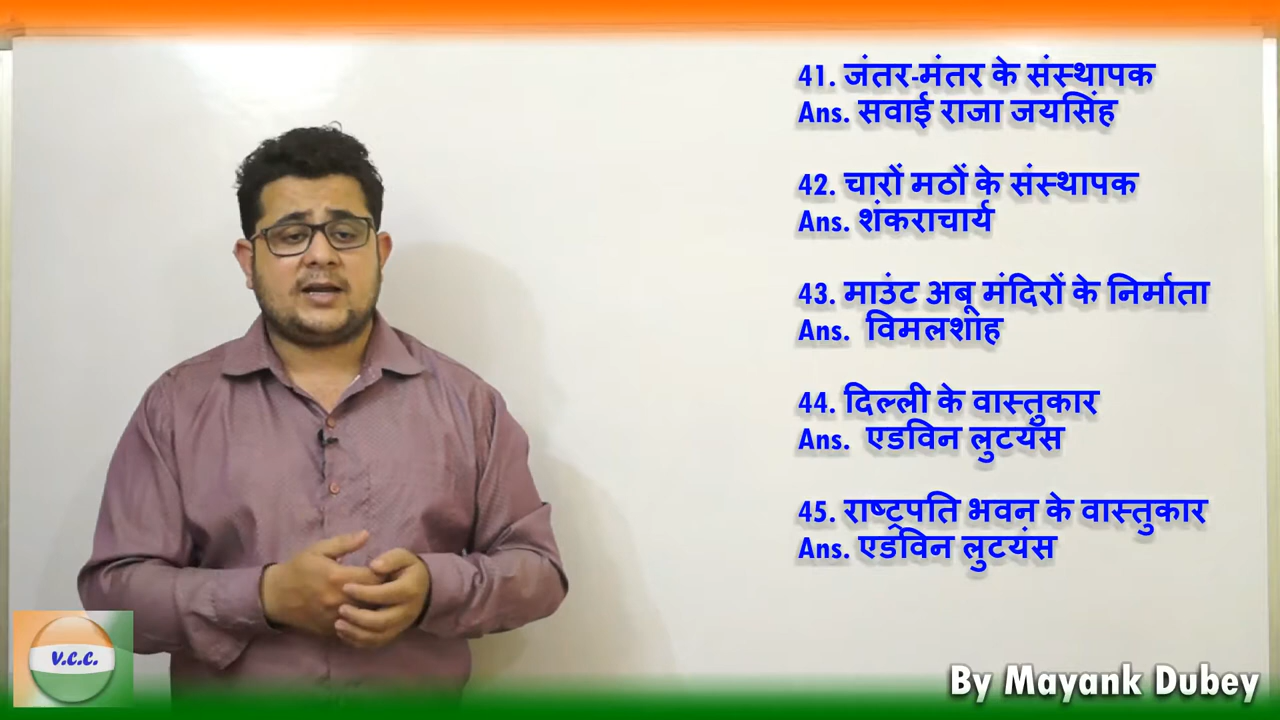 41. जंतर-मंतर के संस्थापक
Ans. सवाई राजा जयसिंह
42. चारों मठों के संस्थापक
Ans. शंकराचार्य
43. माउंट अबू मंदिरों के निर्माता
Ans. विमलशाह
44. दिल्ली के वास्तुकार
Ans. एडविन लुटयंस
45. राष्ट्रपति भवन के वास्तुकार
Ans. एडविन लुटयंस
V.C.C.
By Mayank Dubey